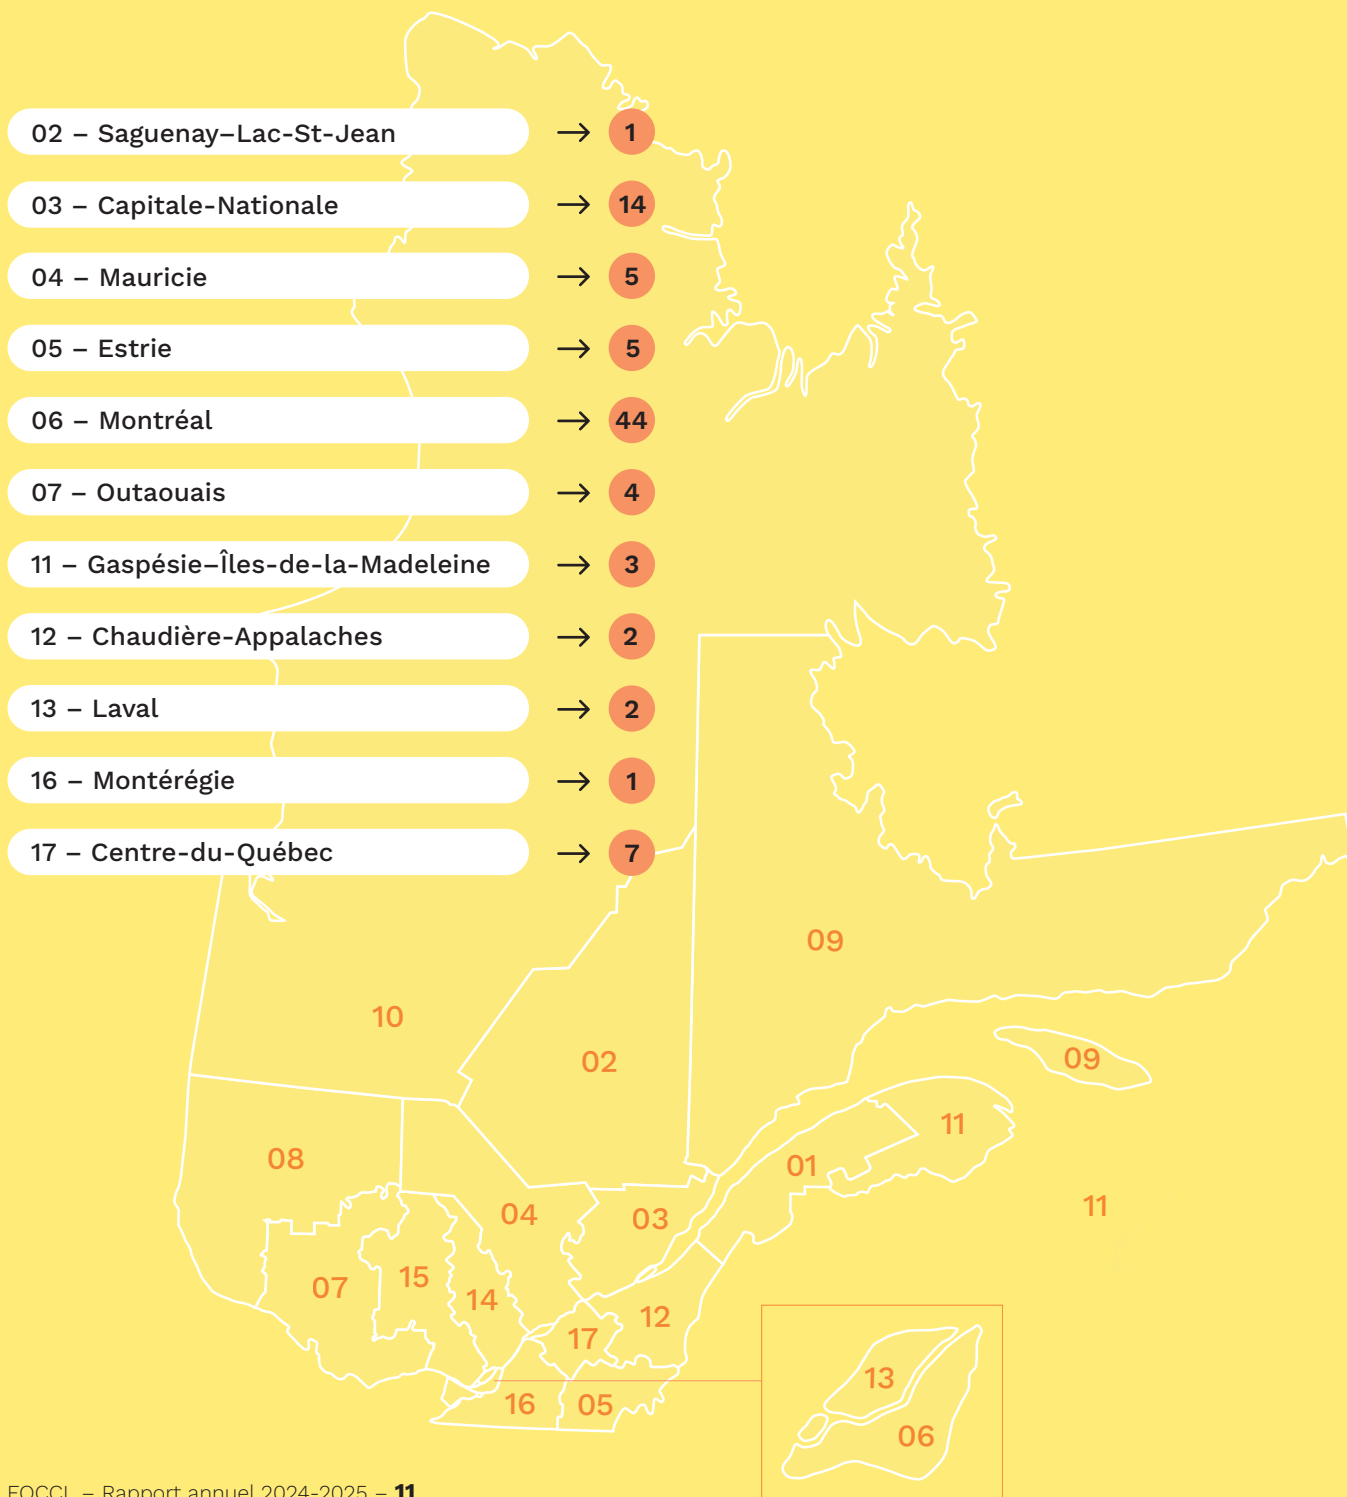 02 – Saguenay–Lac-St-Jean → 1
03 – Capitale-Nationale → 14
04 – Mauricie → 5
05 – Estrie → 5
06 – Montréal → 44
07 – Outaouais → 4
11 – Gaspésie–Îles-de-la-Madeleine → 3
12 – Chaudière-Appalaches → 2
13 – Laval → 2
16 – Montérégie → 1
17 – Centre-du-Québec → 7
09
10
02
09
11
08
01
11
04
03
07
15
14
12
17
13
16
05
06
– Rapport annuel 2024-2025 – 11